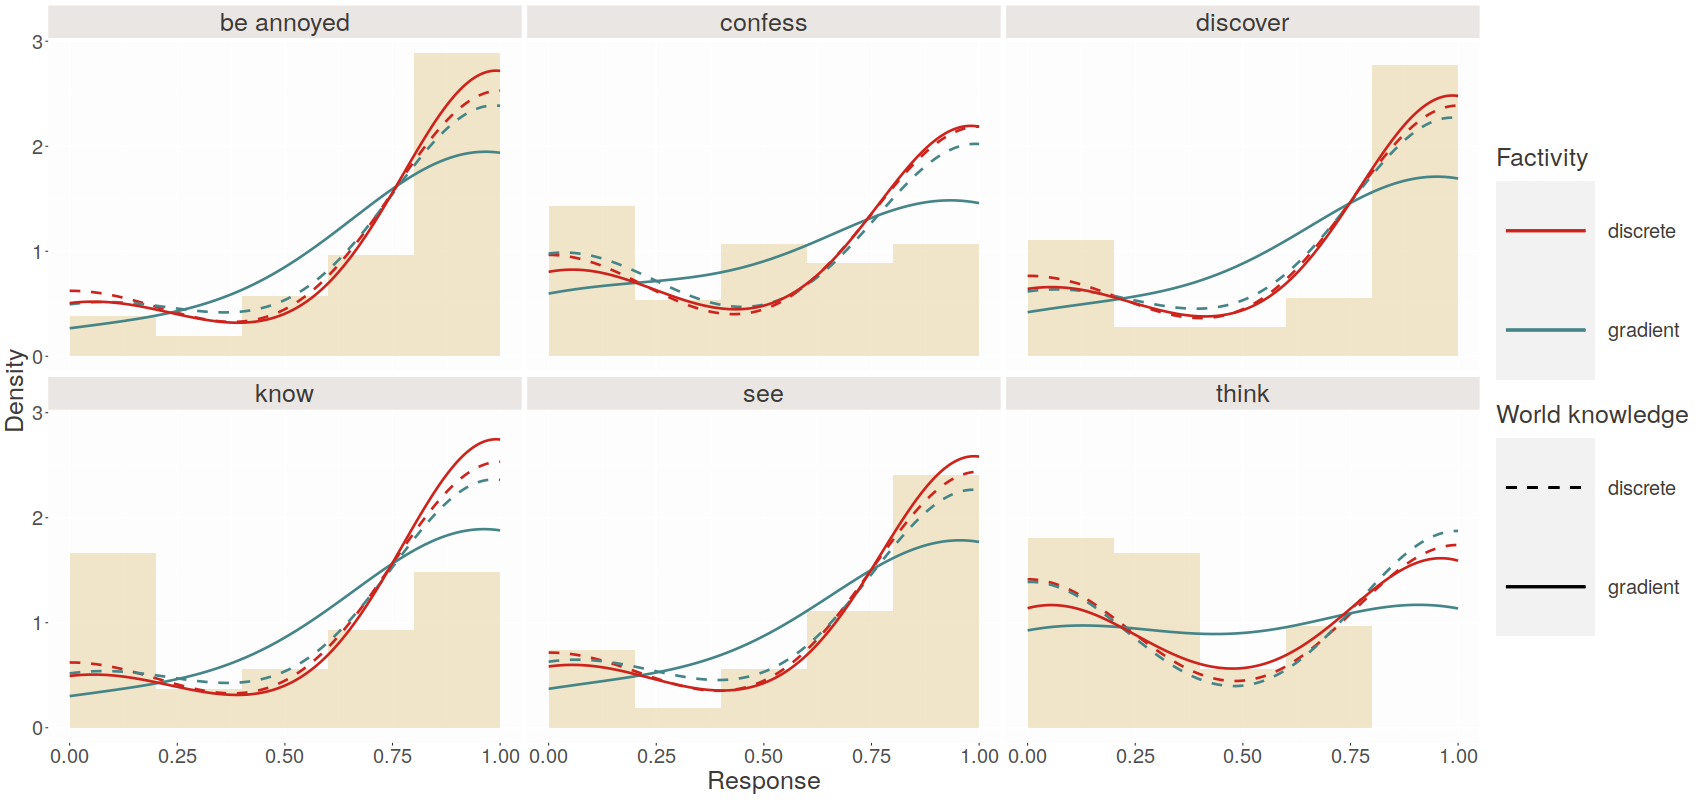 be annoyed confess discover
3
2
1
0
know see think
3
2
1
0
Density
0.00 0.25 0.50 0.75 1.00 0.00 0.25 0.50 0.75 1.00 0.00 0.25 0.50 0.75 1.00
Response
Factivity
discrete
gradient
World knowledge
discrete
gradient